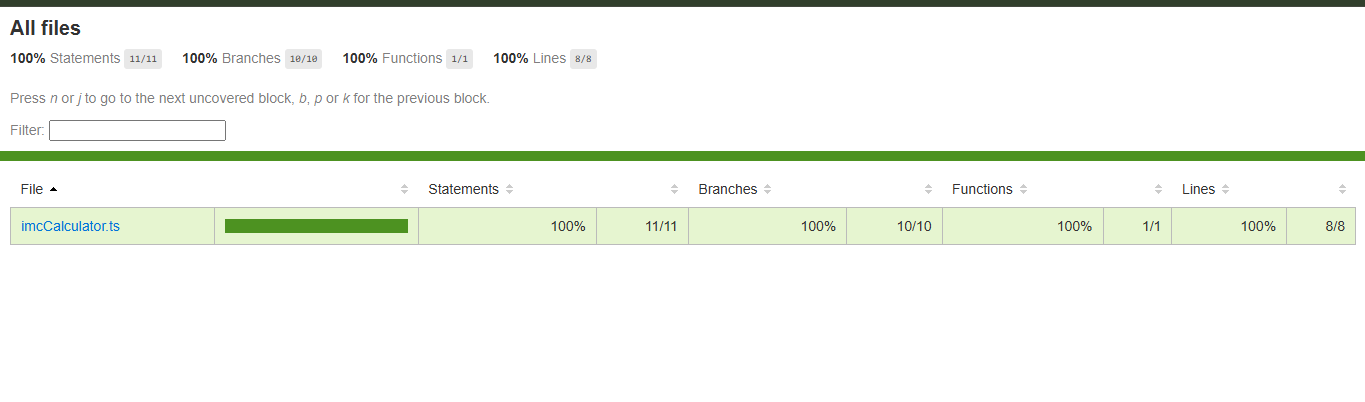 All files
100% Statements 11/11 100% Branches 10/10 100% Functions 1/1 100% Lines 8/8
Press n or j to go to the next uncovered block, b, p or k for the previous block.
Filter:
File Statements Branches Functions Lines
imcCalculator.ts 100% 11/11 100% 10/10 100% 1/1 100% 8/8